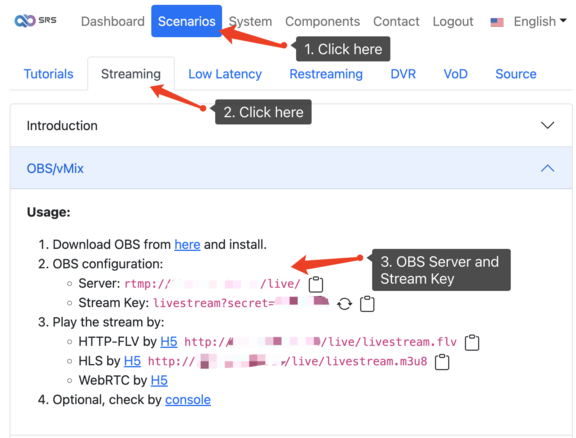 SRS Dashboard Scenarios System Components Contact Logout English
1. Click here
Tutorials Streaming Low Latency Restreaming DVR VoD Source
2. Click here
Introduction
OBS/vMix
Usage:
1. Download OBS from here and install.
2. OBS configuration:
3. OBS Server and
Stream Key
Server: rtmp:// /live/
Stream Key: livestream?secret=
3. Play the stream by:
HTTP-FLV by H5 http:// /live/livestream.flv
HLS by H5 http:// /live/livestream.m3u8
WebRTC by H5
4. Optional, check by console